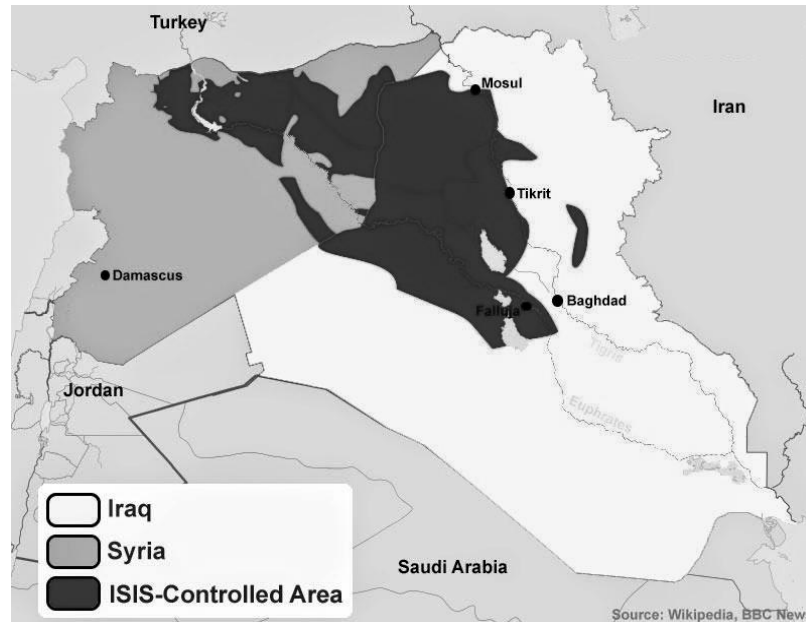 Turkey
Mosul
Iran
Tikrit
Damascus
Baghdad
Falluja
Tigris
Jordan
Euphrates
Iraq
Syria
ISIS-Controlled Area
Saudi Arabia
Source: Wikipedia, BBC New